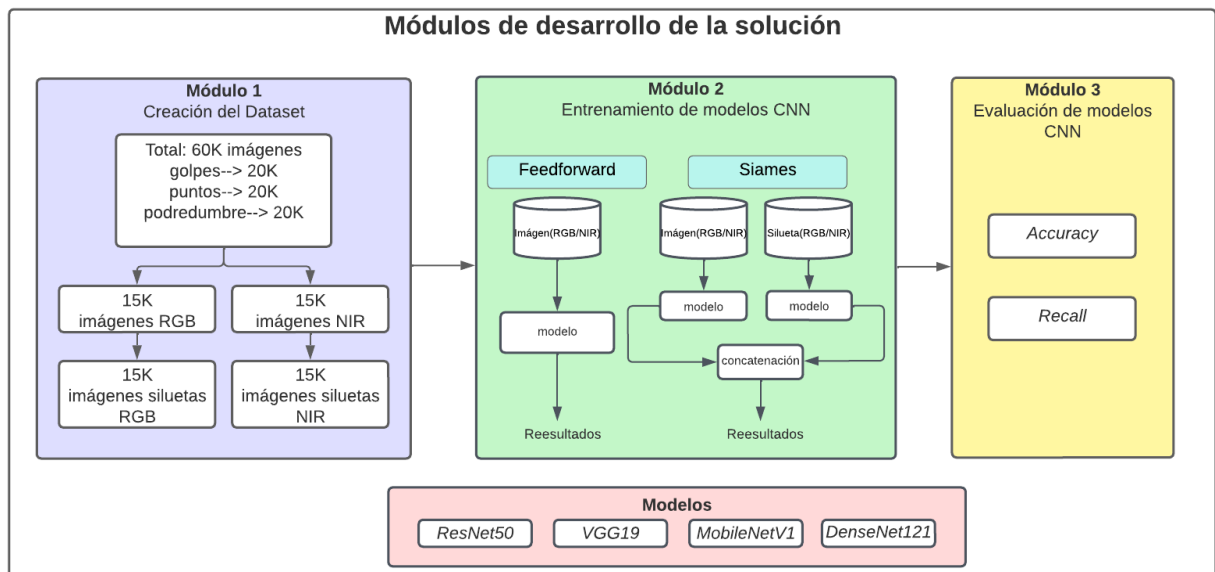 Módulos de desarrollo de la solución
Módulo 1
Creación del Dataset
Total: 60K imágenes
golpes--> 20K
puntos--> 20K
podredumbre--> 20K
15K
imágenes RGB
15K
imágenes NIR
15K
imágenes siluetas
RGB
15K
imágenes siluetas
NIR
Módulo 2
Entrenamiento de modelos CNN
Feedforward
Siames
Imágen(RGB/NIR)
Imágen(RGB/NIR)
Silueta(RGB/NIR)
modelo
modelo
modelo
concatenación
Reesultados
Reesultados
Módulo 3
Evaluación de modelos
CNN
Accuracy
Recall
Modelos
ResNet50
VGG19
MobileNetV1
DenseNet121